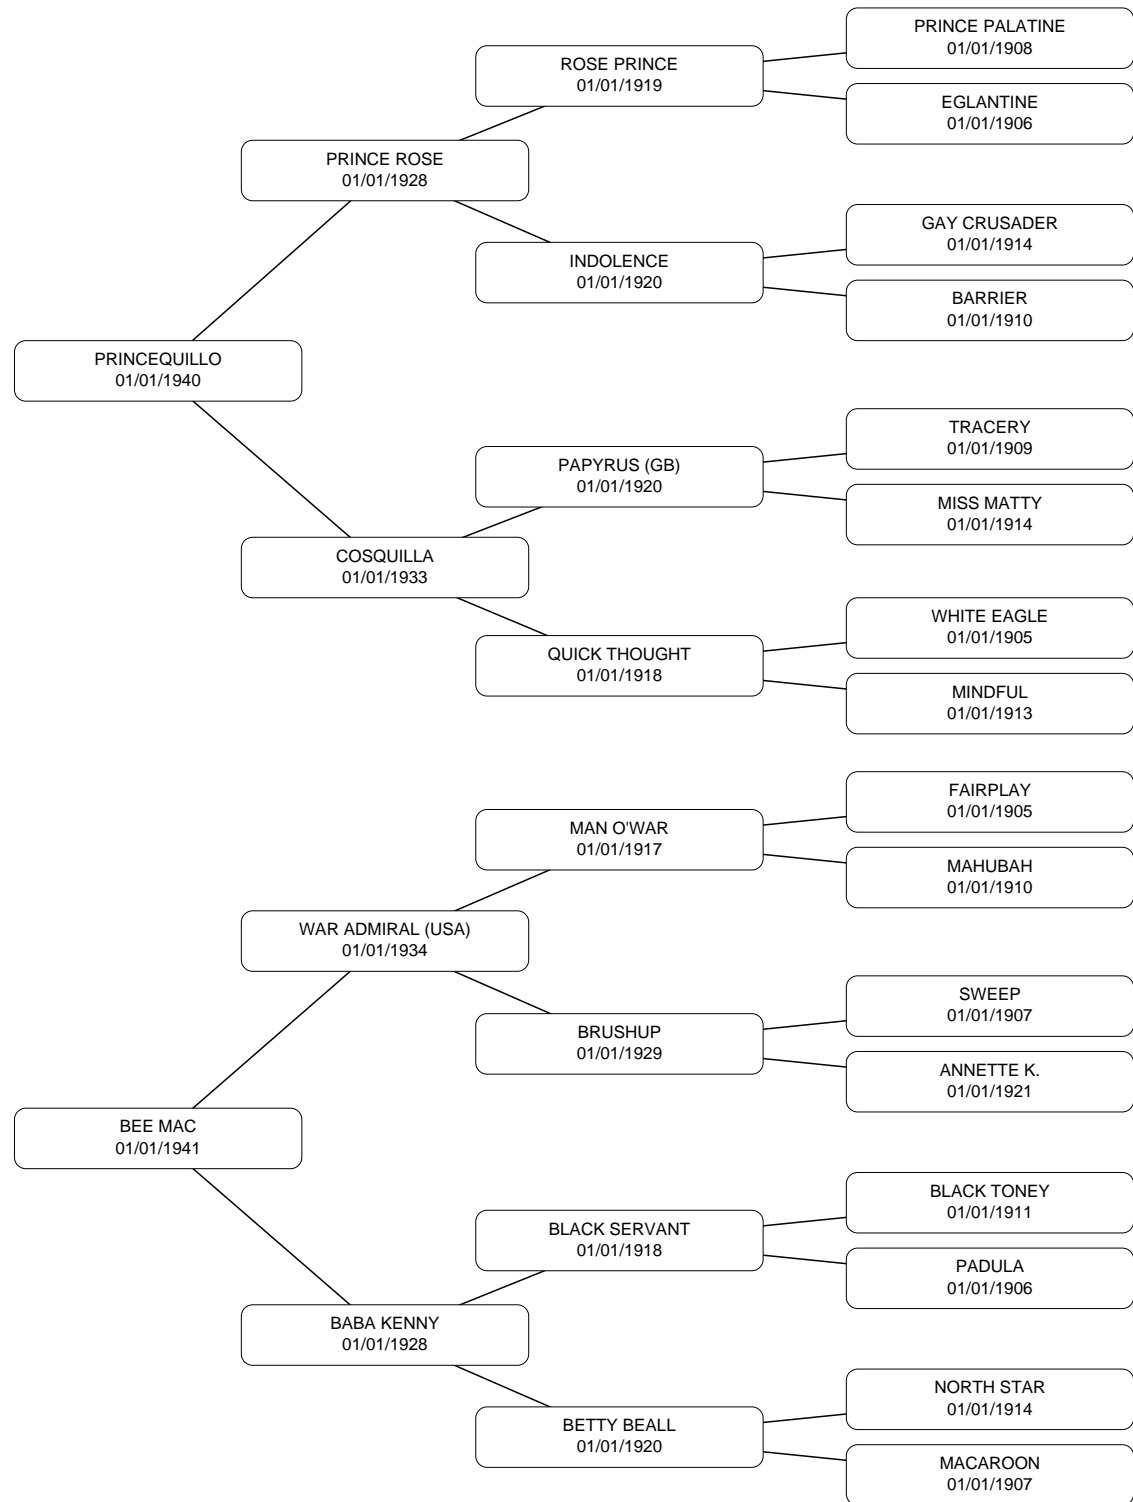 PRINCE PALATINE
01/01/1908
ROSE PRINCE
01/01/1919
EGLANTINE
01/01/1906
PRINCE ROSE
01/01/1928
GAY CRUSADER
01/01/1914
INDOLENCE
01/01/1920
BARRIER
01/01/1910
PRINCEQUILLO
01/01/1940
TRACERY
01/01/1909
PAPYRUS (GB)
01/01/1920
MISS MATTY
01/01/1914
COSQUILLA
01/01/1933
WHITE EAGLE
01/01/1905
QUICK THOUGHT
01/01/1918
MINDFUL
01/01/1913
FAIRPLAY
01/01/1905
MAN O'WAR
01/01/1917
MAHUBAH
01/01/1910
WAR ADMIRAL (USA)
01/01/1934
SWEEP
01/01/1907
BRUSHUP
01/01/1929
ANNETTE K.
01/01/1921
BEE MAC
01/01/1941
BLACK TONEY
01/01/1911
BLACK SERVANT
01/01/1918
PADULA
01/01/1906
BABA KENNY
01/01/1928
NORTH STAR
01/01/1914
BETTY BEALL
01/01/1920
MACAROON
01/01/1907